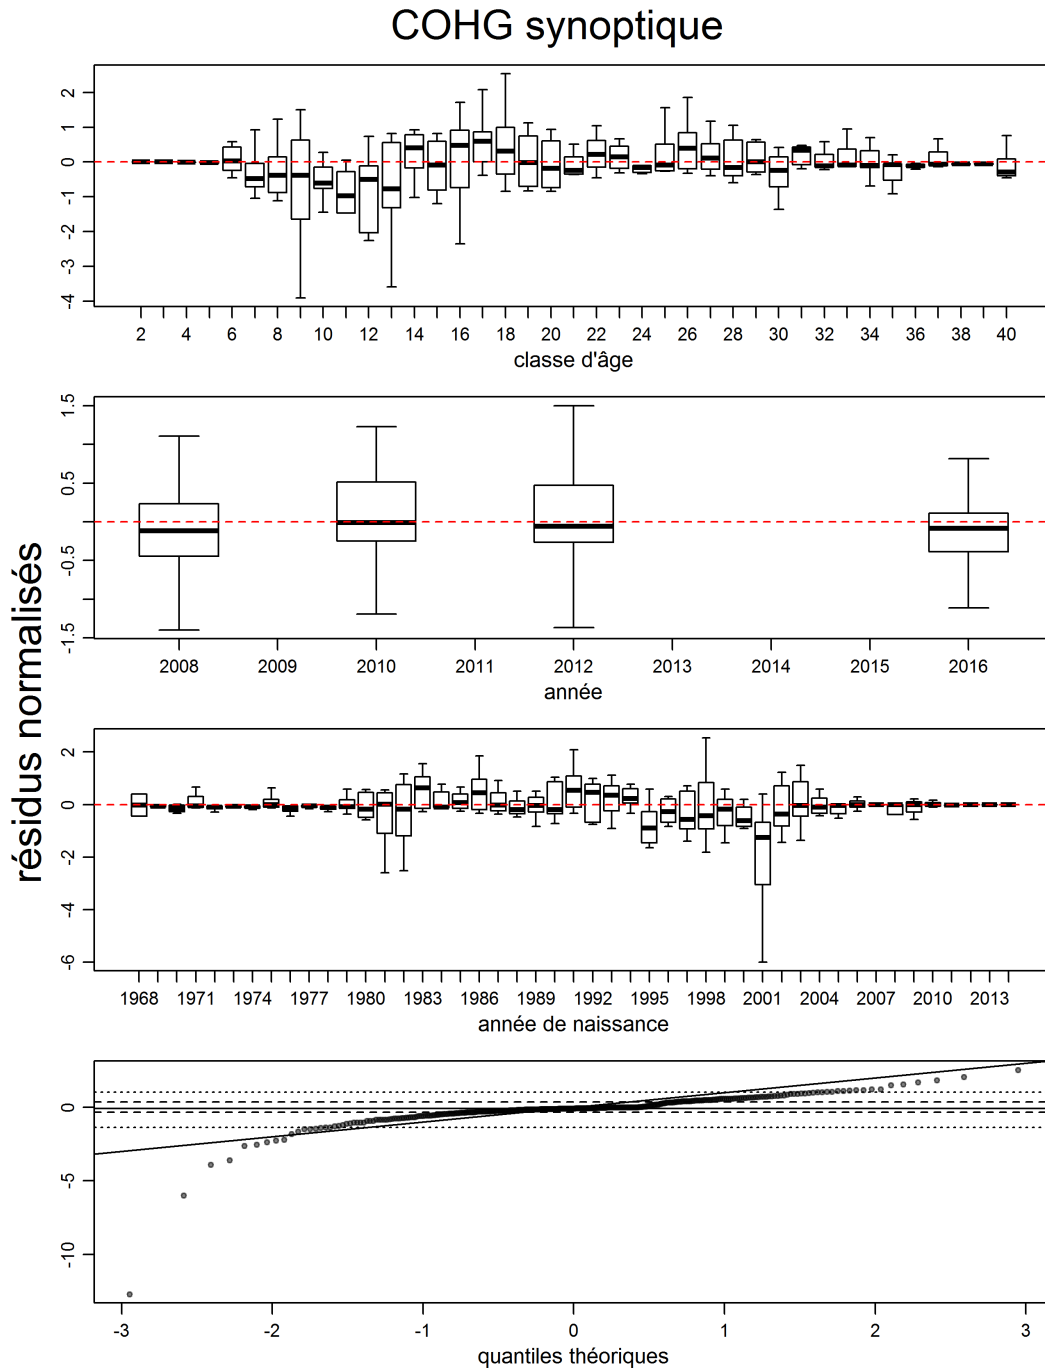 COHG synoptique
résidus normalisés
2
1
0
-1
-2
-3
-4
2 4 6 8 10 12 14 16 18 20 22 24 26 28 30 32 34 36 38 40
classe d'âge
1.5
0.5
-0.5
-1.5
2008 2009 2010 2011 2012 2013 2014 2015 2016
année
2
0
-2
-4
-6
1968 1971 1974 1977 1980 1983 1986 1989 1992 1995 1998 2001 2004 2007 2010 2013
année de naissance
0
-5
-10
-3 -2 -1 0 1 2 3
quantiles théoriques